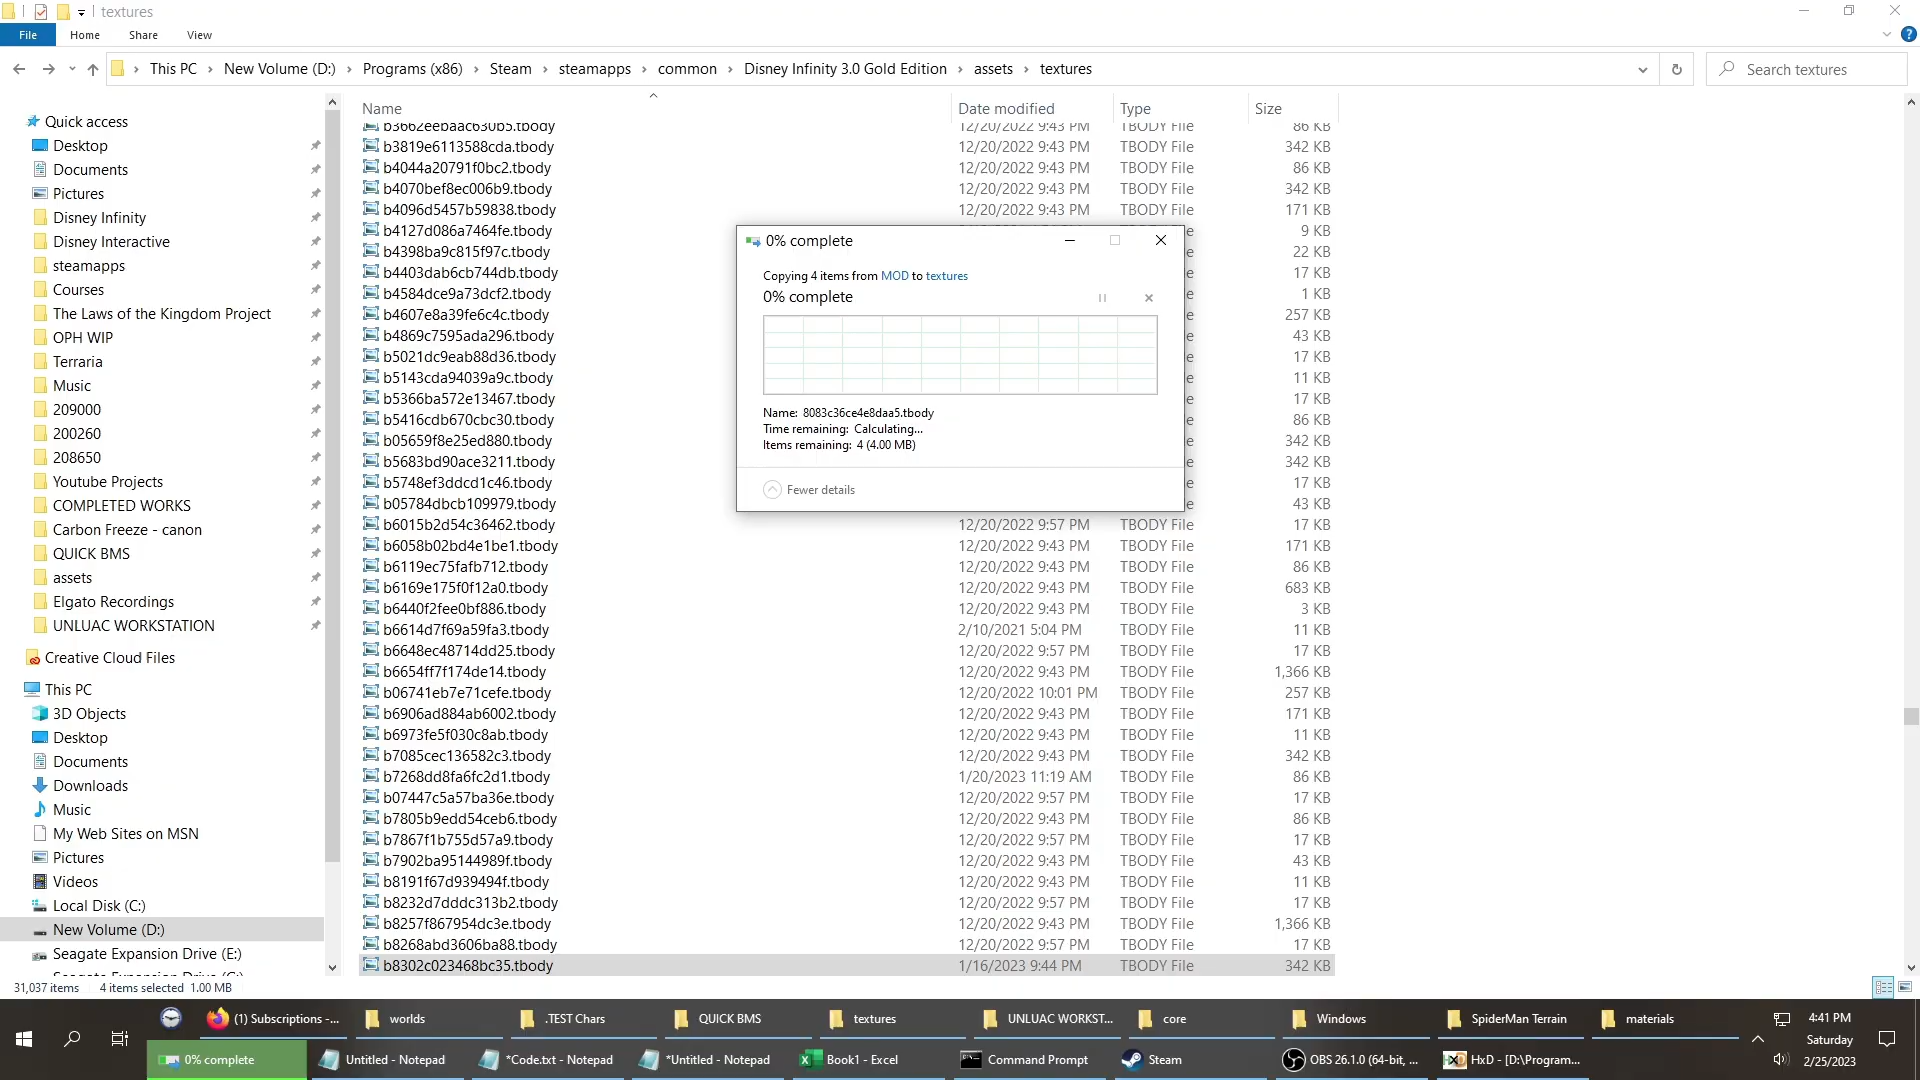 textures
File Home Share View
This PC New Volume (D:) Programs (x86) Steam steamapps common Disney Infinity 3.0 Gold Edition assets textures
Search textures
Name Date modified Type Size
Quick access
Desktop
Documents
Pictures
Disney Infinity
Disney Interactive
steamapps
Courses
The Laws of the Kingdom Project
OPH WIP
Terraria
Music
209000
200260
208650
Youtube Projects
COMPLETED WORKS
Carbon Freeze - canon
QUICK BMS
assets
Elgato Recordings
UNLUAC WORKSTATION
Creative Cloud Files
This PC
3D Objects
Desktop
Documents
Downloads
Music
My Web Sites on MSN
Pictures
Videos
Local Disk (C:)
New Volume (D:)
Seagate Expansion Drive (E:)
b3662eebaac630b5.tbody 12/20/2022 9:43 PM TBODY File 86 KB
b3819e6113588cda.tbody 12/20/2022 9:43 PM TBODY File 342 KB
b4044a20791f0bc2.tbody 12/20/2022 9:43 PM TBODY File 86 KB
b4070bef8ec006b9.tbody 12/20/2022 9:43 PM TBODY File 342 KB
b4096d5457b59838.tbody 12/20/2022 9:43 PM TBODY File 171 KB
b4127d086a7464fe.tbody 9 KB
b4398ba9c815f97c.tbody e 22 KB
b4403dab6cb744db.tbody e 17 KB
b4584dce9a73dcf2.tbody e 1 KB
b4607e8a39fe6c4c.tbody e 257 KB
b4869c7595ada296.tbody e 43 KB
b5021dc9eab88d36.tbody e 17 KB
b5143cda94039a9c.tbody e 11 KB
b5366ba572e13467.tbody e 17 KB
b5416cdb670cbc30.tbody e 86 KB
b05659f8e25ed880.tbody e 342 KB
b5683bd90ace3211.tbody e 342 KB
b5748ef3ddcd1c46.tbody e 17 KB
b05784dbcb109979.tbody e 43 KB
b6015b2d54c36462.tbody 12/20/2022 9:57 PM TBODY File 17 KB
b6058b02bd4e1be1.tbody 12/20/2022 9:43 PM TBODY File 171 KB
b6119ec75fafb712.tbody 12/20/2022 9:43 PM TBODY File 86 KB
b6169e175f0f12a0.tbody 12/20/2022 9:43 PM TBODY File 683 KB
b6440f2fee0bf886.tbody 12/20/2022 9:43 PM TBODY File 3 KB
b6614d7f69a59fa3.tbody 2/10/2021 5:04 PM TBODY File 11 KB
b6648ec48714dd25.tbody 12/20/2022 9:57 PM TBODY File 17 KB
b6654ff7f174de14.tbody 12/20/2022 9:43 PM TBODY File 1,366 KB
b06741eb7e71cefe.tbody 12/20/2022 10:01 PM TBODY File 257 KB
b6906ad884ab6002.tbody 12/20/2022 9:43 PM TBODY File 171 KB
b6973fe5f030c8ab.tbody 12/20/2022 9:43 PM TBODY File 11 KB
b7085cec136582c3.tbody 12/20/2022 9:43 PM TBODY File 342 KB
b7268dd8fa6fc2d1.tbody 1/20/2023 11:19 AM TBODY File 86 KB
b07447c5a57ba36e.tbody 12/20/2022 9:57 PM TBODY File 17 KB
b7805b9edd54ceb6.tbody 12/20/2022 9:43 PM TBODY File 86 KB
b7867f1b755d57a9.tbody 12/20/2022 9:57 PM TBODY File 17 KB
b7902ba95144989f.tbody 12/20/2022 9:43 PM TBODY File 43 KB
b8191f67d939494f.tbody 12/20/2022 9:43 PM TBODY File 11 KB
b8232d7dddc313b2.tbody 12/20/2022 9:57 PM TBODY File 17 KB
b8257f867954dc3e.tbody 12/20/2022 9:43 PM TBODY File 1,366 KB
b8268abd3606ba88.tbody 12/20/2022 9:57 PM TBODY File 17 KB
b8302c023468bc35.tbody 1/16/2023 9:44 PM TBODY File 342 KB
0% complete
Copying 4 items from MOD to textures
0% complete
Name: 8083c36ce4e8daa5.tbody
Time remaining: Calculating...
Items remaining: 4 (4.00 MB)
Fewer details
31,037 items 4 items selected 1.00 MB
(1) Subscriptions -... worlds .TEST Chars QUICK BMS textures UNLUAC WORKST... core Windows SpiderMan Terrain materials
0% complete Untitled - Notepad *Code.txt - Notepad *Untitled - Notepad Book1 - Excel Command Prompt Steam OBS 26.1.0 (64-bit, ... HxD - [D:\Program...
4:41 PM
Saturday
2/25/2023